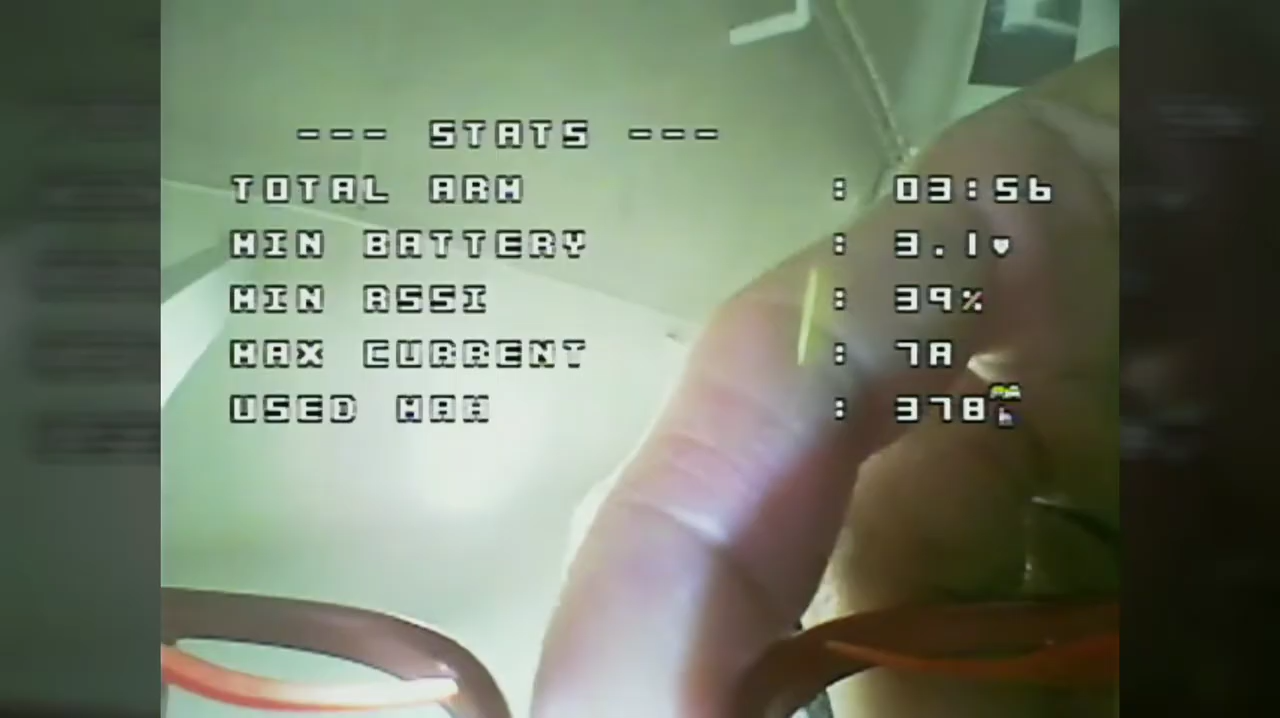 --- STATS ---
TOTAL ARM : 03:56
MIN BATTERY : 3.1V
MIN RSSI : 39%
MAX CURRENT : 7A
USED MAH : 378